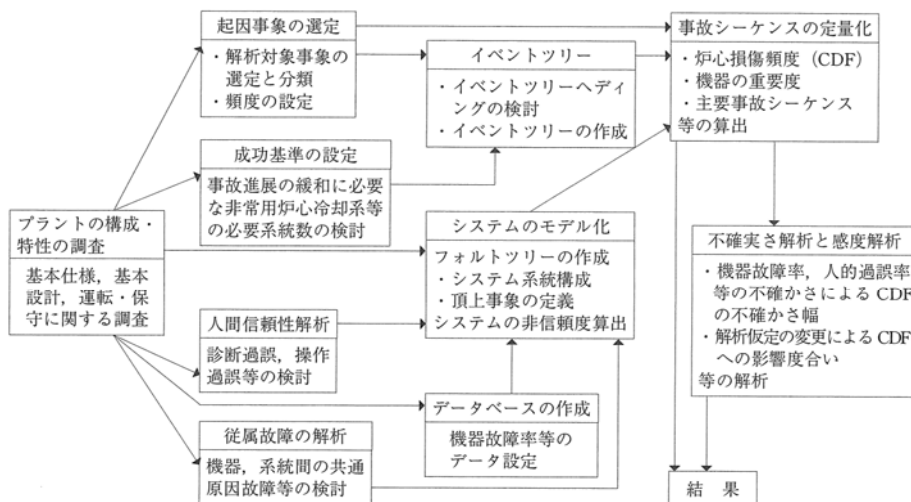 起因事象の選定
・解析対象事象の
選定と分類
・頻度の設定
イベントツリー
・イベントツリーヘディ
ングの検討
・イベントツリーの作成
事故シーケンスの定量化
・炉心損傷頻度（CDF）
・機器の重要度
・主要事故シーケンス
等の算出
成功基準の設定
事故進展の緩和に必要
な非常用炉心冷却系等
の必要系統数の検討
プラントの構成・
特性の調査
基本仕様，基本
設計，運転・保
守に関する調査
システムのモデル化
フォルトツリーの作成
・システム系統構成
・頂上事象の定義
システムの非信頼度算出
不確実さ解析と感度解析
・機器故障率，人的過誤率
等の不確かさによるCDF
の不確かさ幅
・解析仮定の変更によるCDF
への影響度合い
等の解析
人間信頼性解析
診断過誤，操作
過誤等の検討
データベースの作成
機器故障率等の
データ設定
従属故障の解析
機器，系統間の共通
原因故障等の検討
結　果